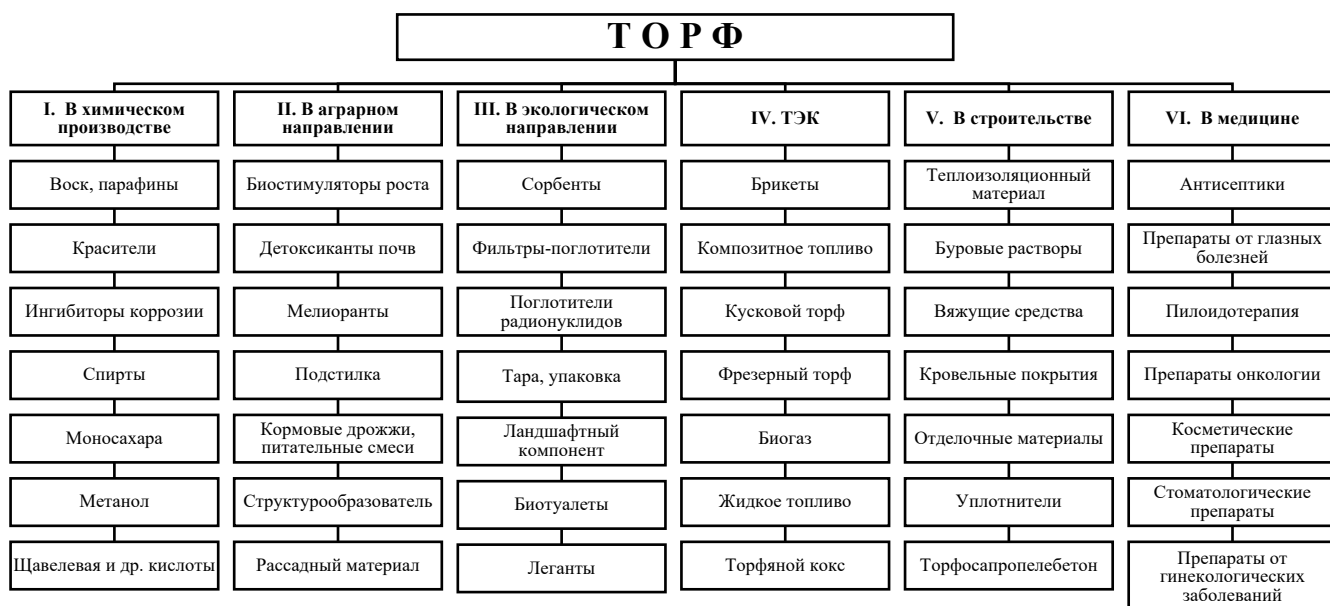 Т О Р Ф
I. В химическом
производстве
Воск, парафины
Красители
Ингибиторы коррозии
Спирты
Моносахара
Метанол
Щавелевая и др. кислоты
II. В аграрном
направлении
Биостимуляторы роста
Детоксиканты почв
Мелиоранты
Подстилка
Кормовые дрожжи,
питательные смеси
Структурообразователь
Рассадный материал
III. В экологическом
направлении
Сорбенты
Фильтры-поглотители
Поглотители
радионуклидов
Тара, упаковка
Ландшафтный
компонент
Биотуалеты
Леганты
IV. ТЭК
Брикеты
Композитное топливо
Кусковой торф
Фрезерный торф
Биогаз
Жидкое топливо
Торфяной кокс
V. В строительстве
Теплоизоляционный
материал
Буровые растворы
Вяжущие средства
Кровельные покрытия
Отделочные материалы
Уплотнители
Торфосапропелебетон
VI. В медицине
Антисептики
Препараты от глазных
болезней
Пилоидотерапия
Препараты онкологии
Косметические
препараты
Стоматологические
препараты
Препараты от
гинекологических
заболеваний